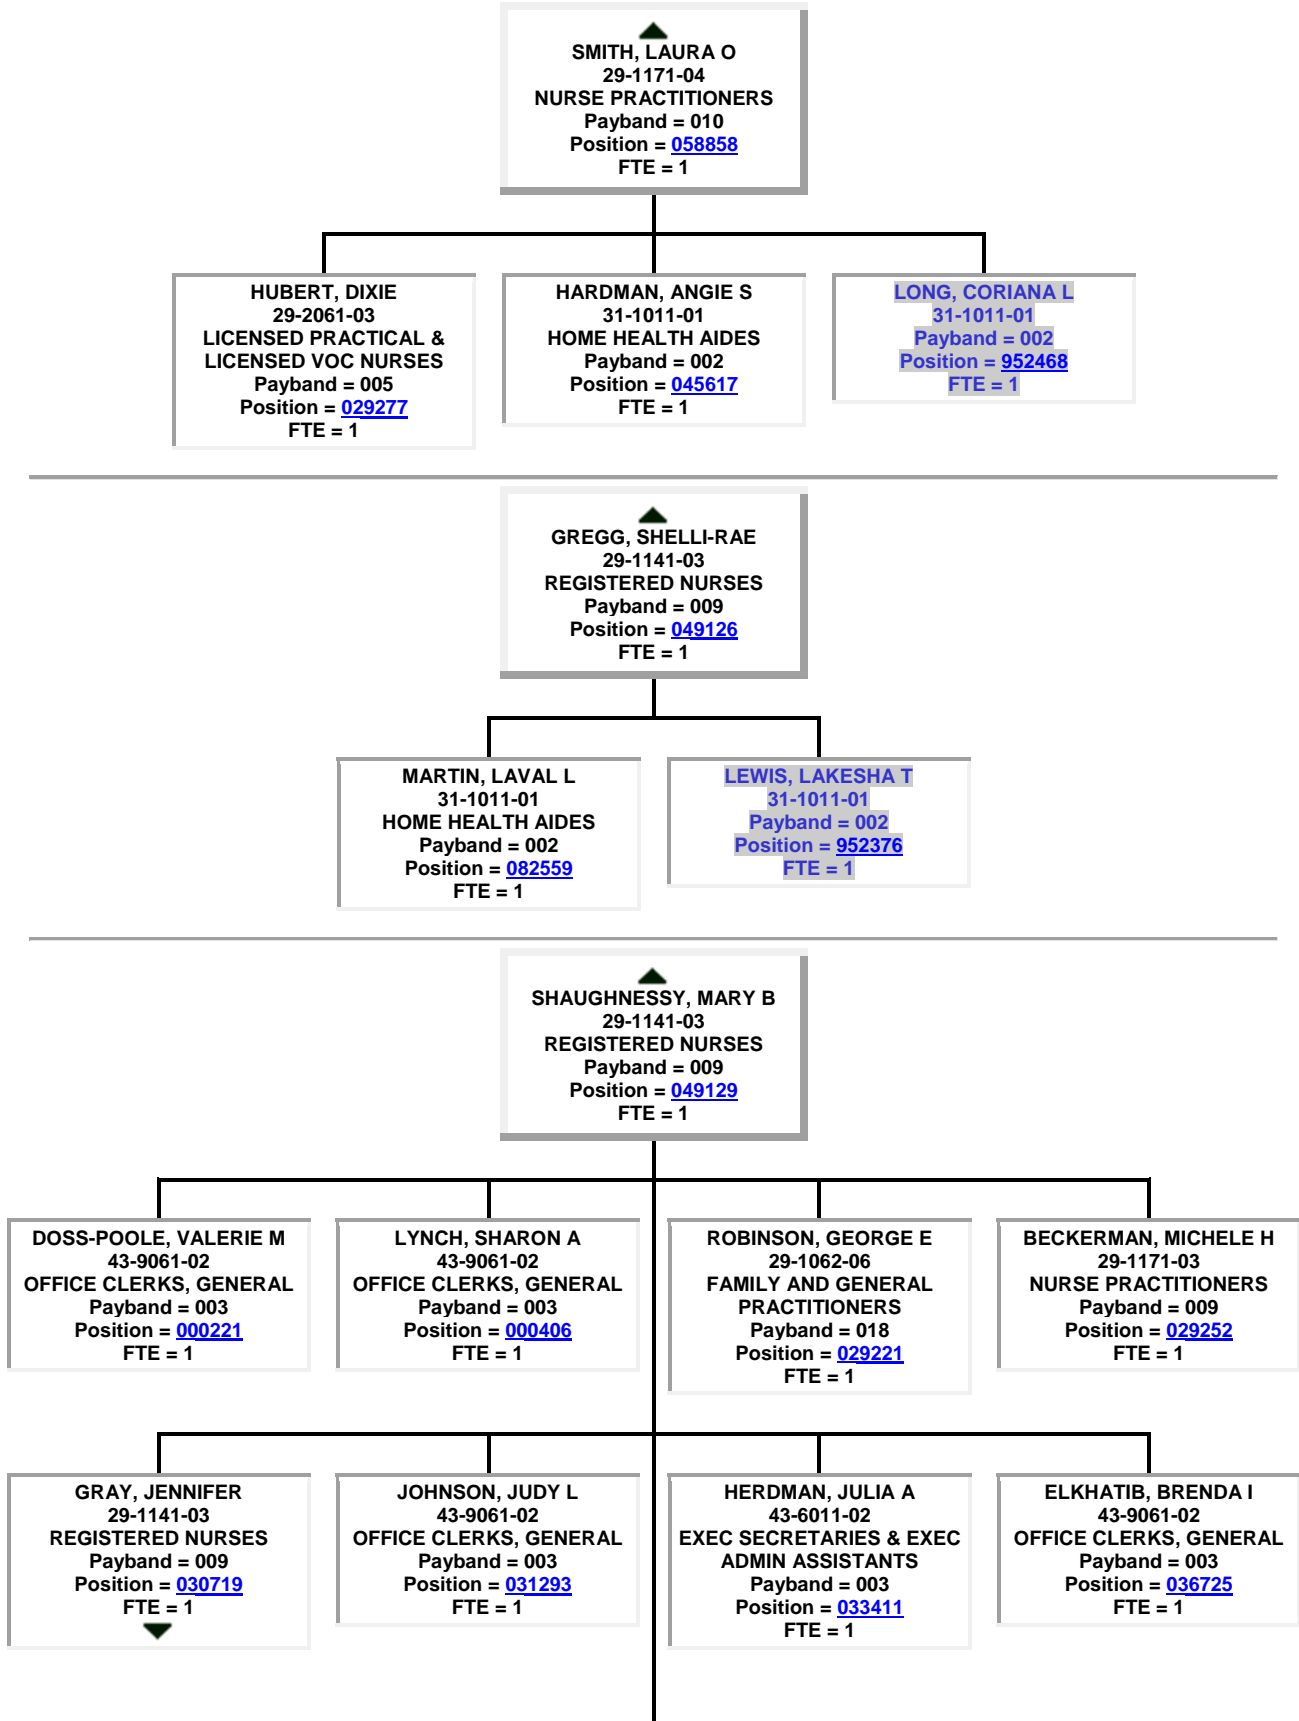 SMITH, LAURA O
29-1171-04
NURSE PRACTITIONERS
Payband = 010
Position = 058858
FTE = 1
HUBERT, DIXIE
29-2061-03
LICENSED PRACTICAL &
LICENSED VOC NURSES
Payband = 005
Position = 029277
FTE = 1
HARDMAN, ANGIE S
31-1011-01
HOME HEALTH AIDES
Payband = 002
Position = 045617
FTE = 1
LONG, CORIANA L
31-1011-01
Payband = 002
Position = 952468
FTE = 1
GREGG, SHELLI-RAE
29-1141-03
REGISTERED NURSES
Payband = 009
Position = 049126
FTE = 1
MARTIN, LAVAL L
31-1011-01
HOME HEALTH AIDES
Payband = 002
Position = 082559
FTE = 1
LEWIS, LAKESHA T
31-1011-01
Payband = 002
Position = 952376
FTE = 1
SHAUGHNESSY, MARY B
29-1141-03
REGISTERED NURSES
Payband = 009
Position = 049129
FTE = 1
DOSS-POOLE, VALERIE M
43-9061-02
OFFICE CLERKS, GENERAL
Payband = 003
Position = 000221
FTE = 1
LYNCH, SHARON A
43-9061-02
OFFICE CLERKS, GENERAL
Payband = 003
Position = 000406
FTE = 1
ROBINSON, GEORGE E
29-1062-06
FAMILY AND GENERAL
PRACTITIONERS
Payband = 018
Position = 029221
FTE = 1
BECKERMAN, MICHELE H
29-1171-03
NURSE PRACTITIONERS
Payband = 009
Position = 029252
FTE = 1
GRAY, JENNIFER
29-1141-03
REGISTERED NURSES
Payband = 009
Position = 030719
FTE = 1
JOHNSON, JUDY L
43-9061-02
OFFICE CLERKS, GENERAL
Payband = 003
Position = 031293
FTE = 1
HERDMAN, JULIA A
43-6011-02
EXEC SECRETARIES & EXEC
ADMIN ASSISTANTS
Payband = 003
Position = 033411
FTE = 1
ELKHATIB, BRENDA I
43-9061-02
OFFICE CLERKS, GENERAL
Payband = 003
Position = 036725
FTE = 1